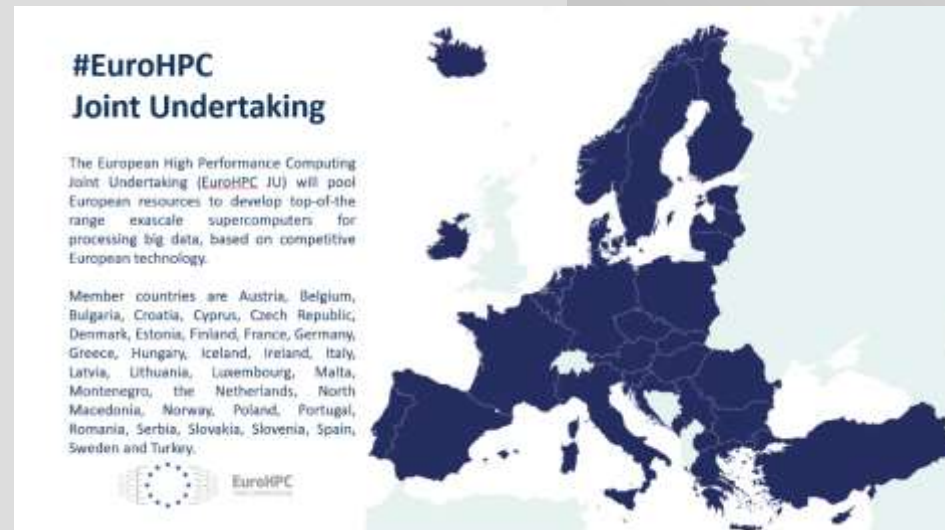 #EuroHPC
Joint Undertaking
The European High Performance Computing
Joint Undertaking (EuroHPC JU) will pool
European resources to develop top-of-the
range exascale supercomputers for
processing big data, based on competitive
European technology.
Member countries are Austria, Belgium,
Bulgaria, Croatia, Cyprus, Czech Republic,
Denmark, Estonia, Finland, France, Germany,
Greece, Hungary, Iceland, Ireland, Italy,
Latvia, Lithuania, Luxembourg, Malta,
Montenegro, the Netherlands, North
Macedonia, Norway, Poland, Portugal,
Romania, Serbia, Slovakia, Slovenia, Spain,
Sweden and Turkey.
EuroHPC